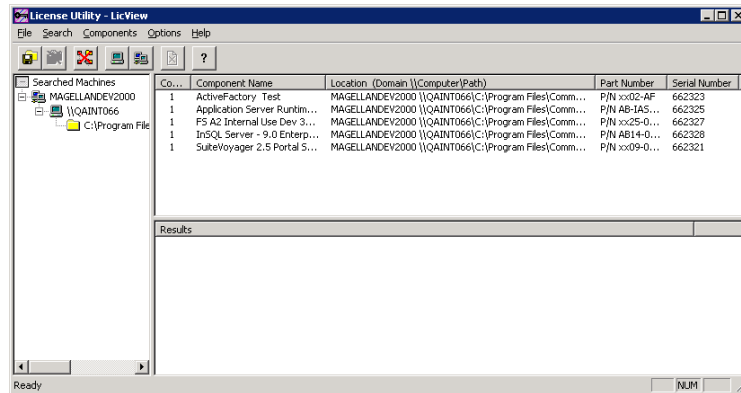 License Utility - LicView
File Search Components Options Help
?
Searched Machines
MAGELLANDEV2000
\\QAINT066
C:\Program File
Co... Component Name Location (Domain \\Computer\Path) Part Number Serial Number
1 ActiveFactory Test MAGELLANDEV2000 \\QAINT066\C:\Program Files\Comm... P/N xx02-AF 662323
1 Application Server Runtim... MAGELLANDEV2000 \\QAINT066\C:\Program Files\Comm... P/N AB-IAS... 662325
1 FS A2 Internal Use Dev 3... MAGELLANDEV2000 \\QAINT066\C:\Program Files\Comm... P/N xx25-0... 662327
1 InSQL Server - 9.0 Enterp... MAGELLANDEV2000 \\QAINT066\C:\Program Files\Comm... P/N AB14-0... 662328
1 SuiteVoyager 2.5 Portal S... MAGELLANDEV2000 \\QAINT066\C:\Program Files\Comm... P/N xx09-0... 662321
Results
Ready NUM